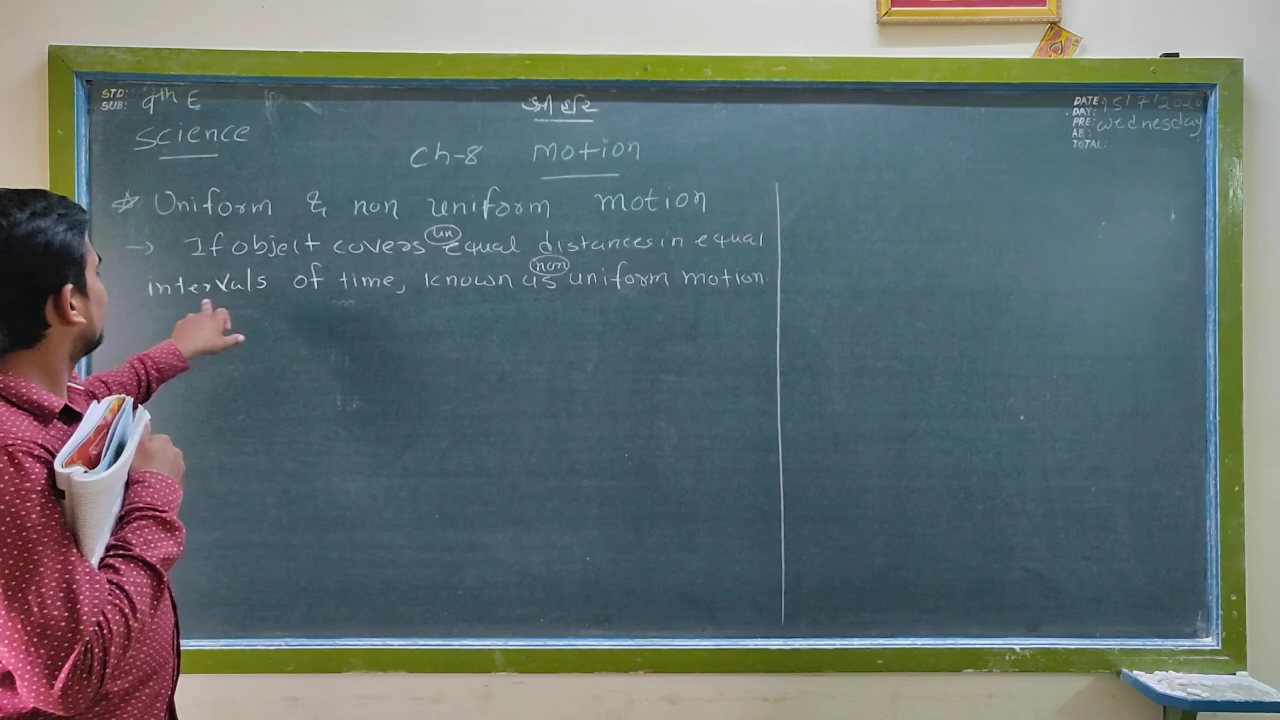 STD: 9th E
SUB: Science
શ્રી હરિ
DATE: 15/7/2020
DAY: wednesday
PRE:
AB:
TOTAL:
Ch-8 motion
☆ Uniform & non uniform motion
→ If object covers (un) equal distances in equal
intervals of time, known as (non) uniform motion